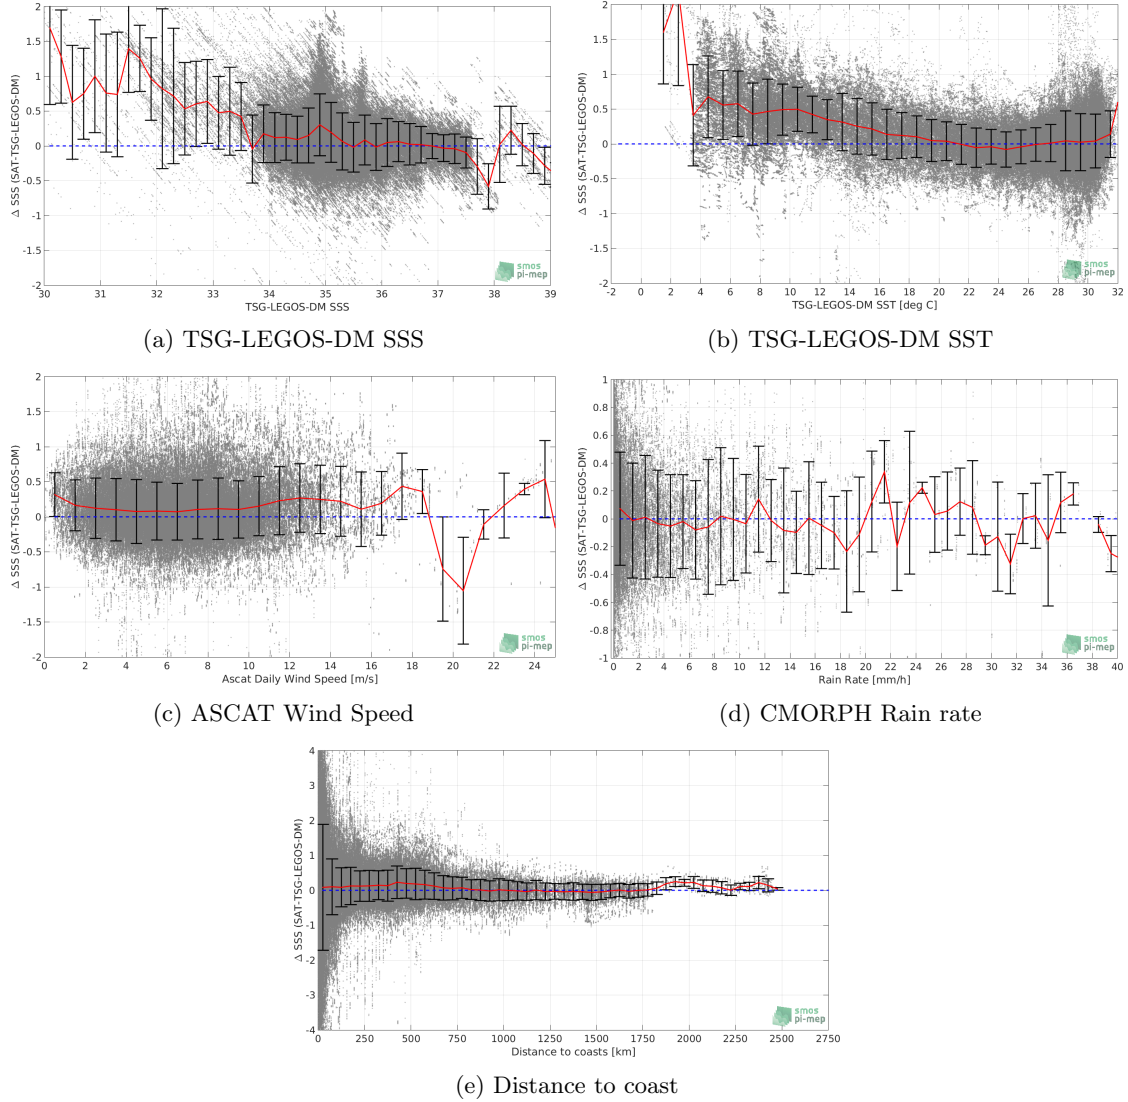 2
1.5
1
0.5
0
-0.5
-1
-1.5
-2
Δ SSS (SAT-TSG-LEGOS-DM)
30 31 32 33 34 35 36 37 38 39
TSG-LEGOS-DM SSS
smos
pi-mep
(a) TSG-LEGOS-DM SSS
2
1.5
1
0.5
0
-0.5
-1
-1.5
-2
Δ SSS (SAT-TSG-LEGOS-DM)
-2 0 2 4 6 8 10 12 14 16 18 20 22 24 26 28 30 32
TSG-LEGOS-DM SST [deg C]
smos
pi-mep
(b) TSG-LEGOS-DM SST
2
1.5
1
0.5
0
-0.5
-1
-1.5
-2
Δ SSS (SAT-TSG-LEGOS-DM)
0 2 4 6 8 10 12 14 16 18 20 22 24
Ascat Daily Wind Speed [m/s]
smos
pi-mep
(c) ASCAT Wind Speed
1
0.8
0.6
0.4
0.2
0
-0.2
-0.4
-0.6
-0.8
-1
Δ SSS (SAT-TSG-LEGOS-DM)
0 2 4 6 8 10 12 14 16 18 20 22 24 26 28 30 32 34 36 38 40
Rain Rate [mm/h]
smos
pi-mep
(d) CMORPH Rain rate
4
3
2
1
0
-1
-2
-3
-4
Δ SSS (SAT-TSG-LEGOS-DM)
0 250 500 750 1000 1250 1500 1750 2000 2250 2500 2750
Distance to coasts [km]
smos
pi-mep
(e) Distance to coast